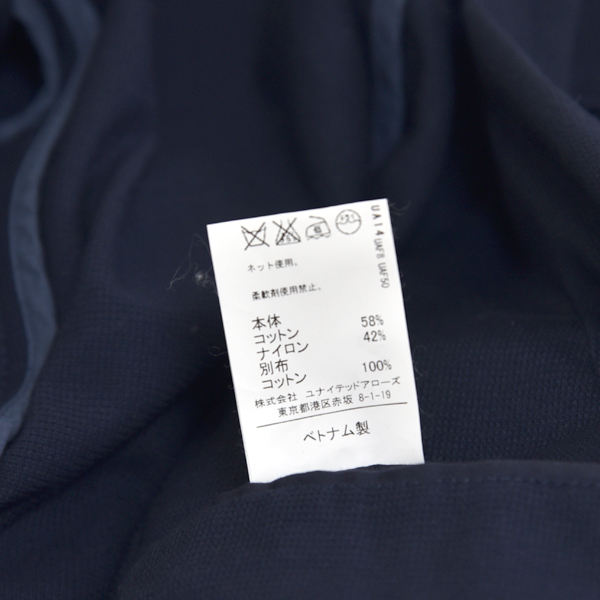 ネット使用。
柔軟剤使用禁止。
本体
コットン 58%
ナイロン 42%
別布
コットン 100%
株式会社 ユナイテッドアローズ
東京都港区赤坂 8-1-19
ベトナム製
UA14 UAF8 UAF50